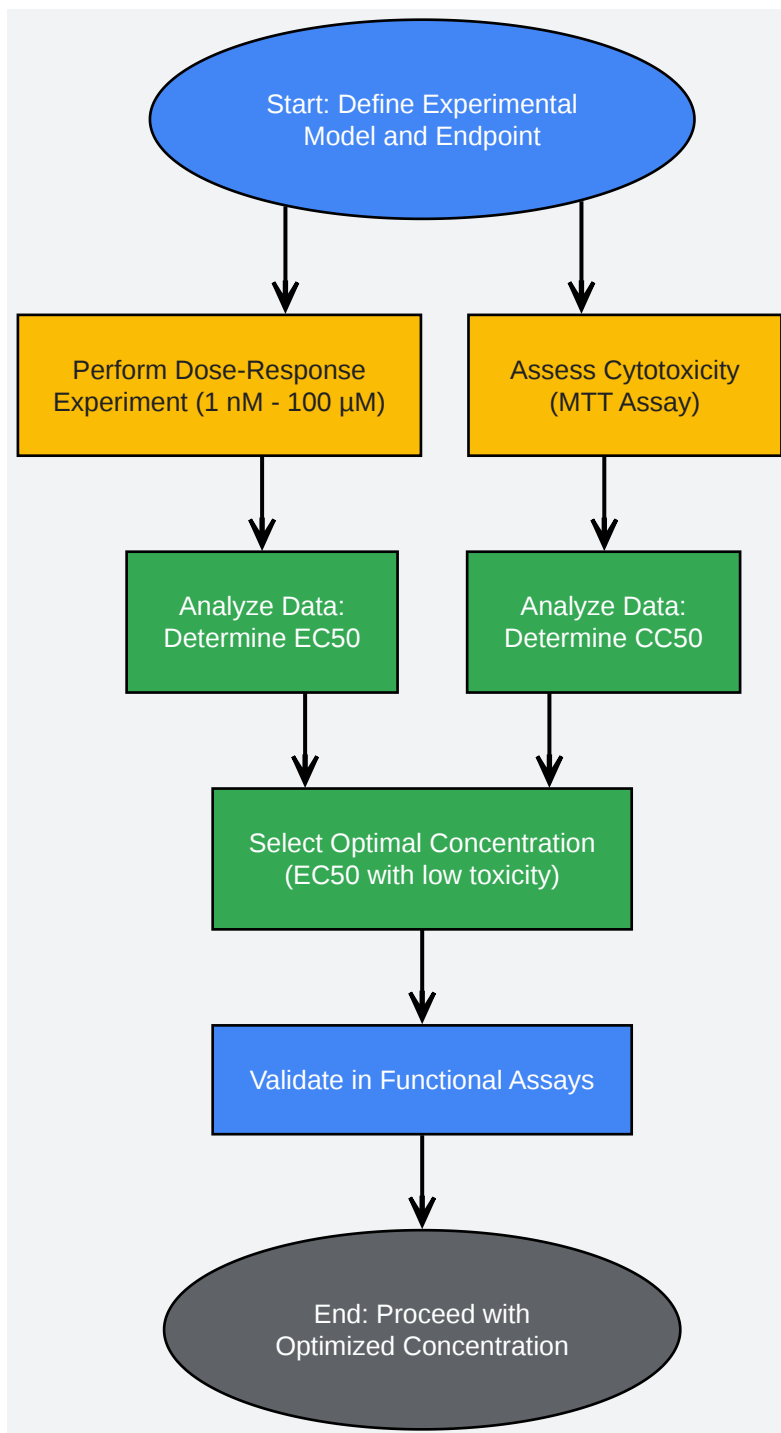 Start: Define Experimental
Model and Endpoint
Perform Dose-Response
Experiment (1 nM - 100 µM)
Assess Cytotoxicity
(MTT Assay)
Analyze Data:
Determine EC50
Analyze Data:
Determine CC50
Select Optimal Concentration
(EC50 with low toxicity)
Validate in Functional Assays
End: Proceed with
Optimized Concentration